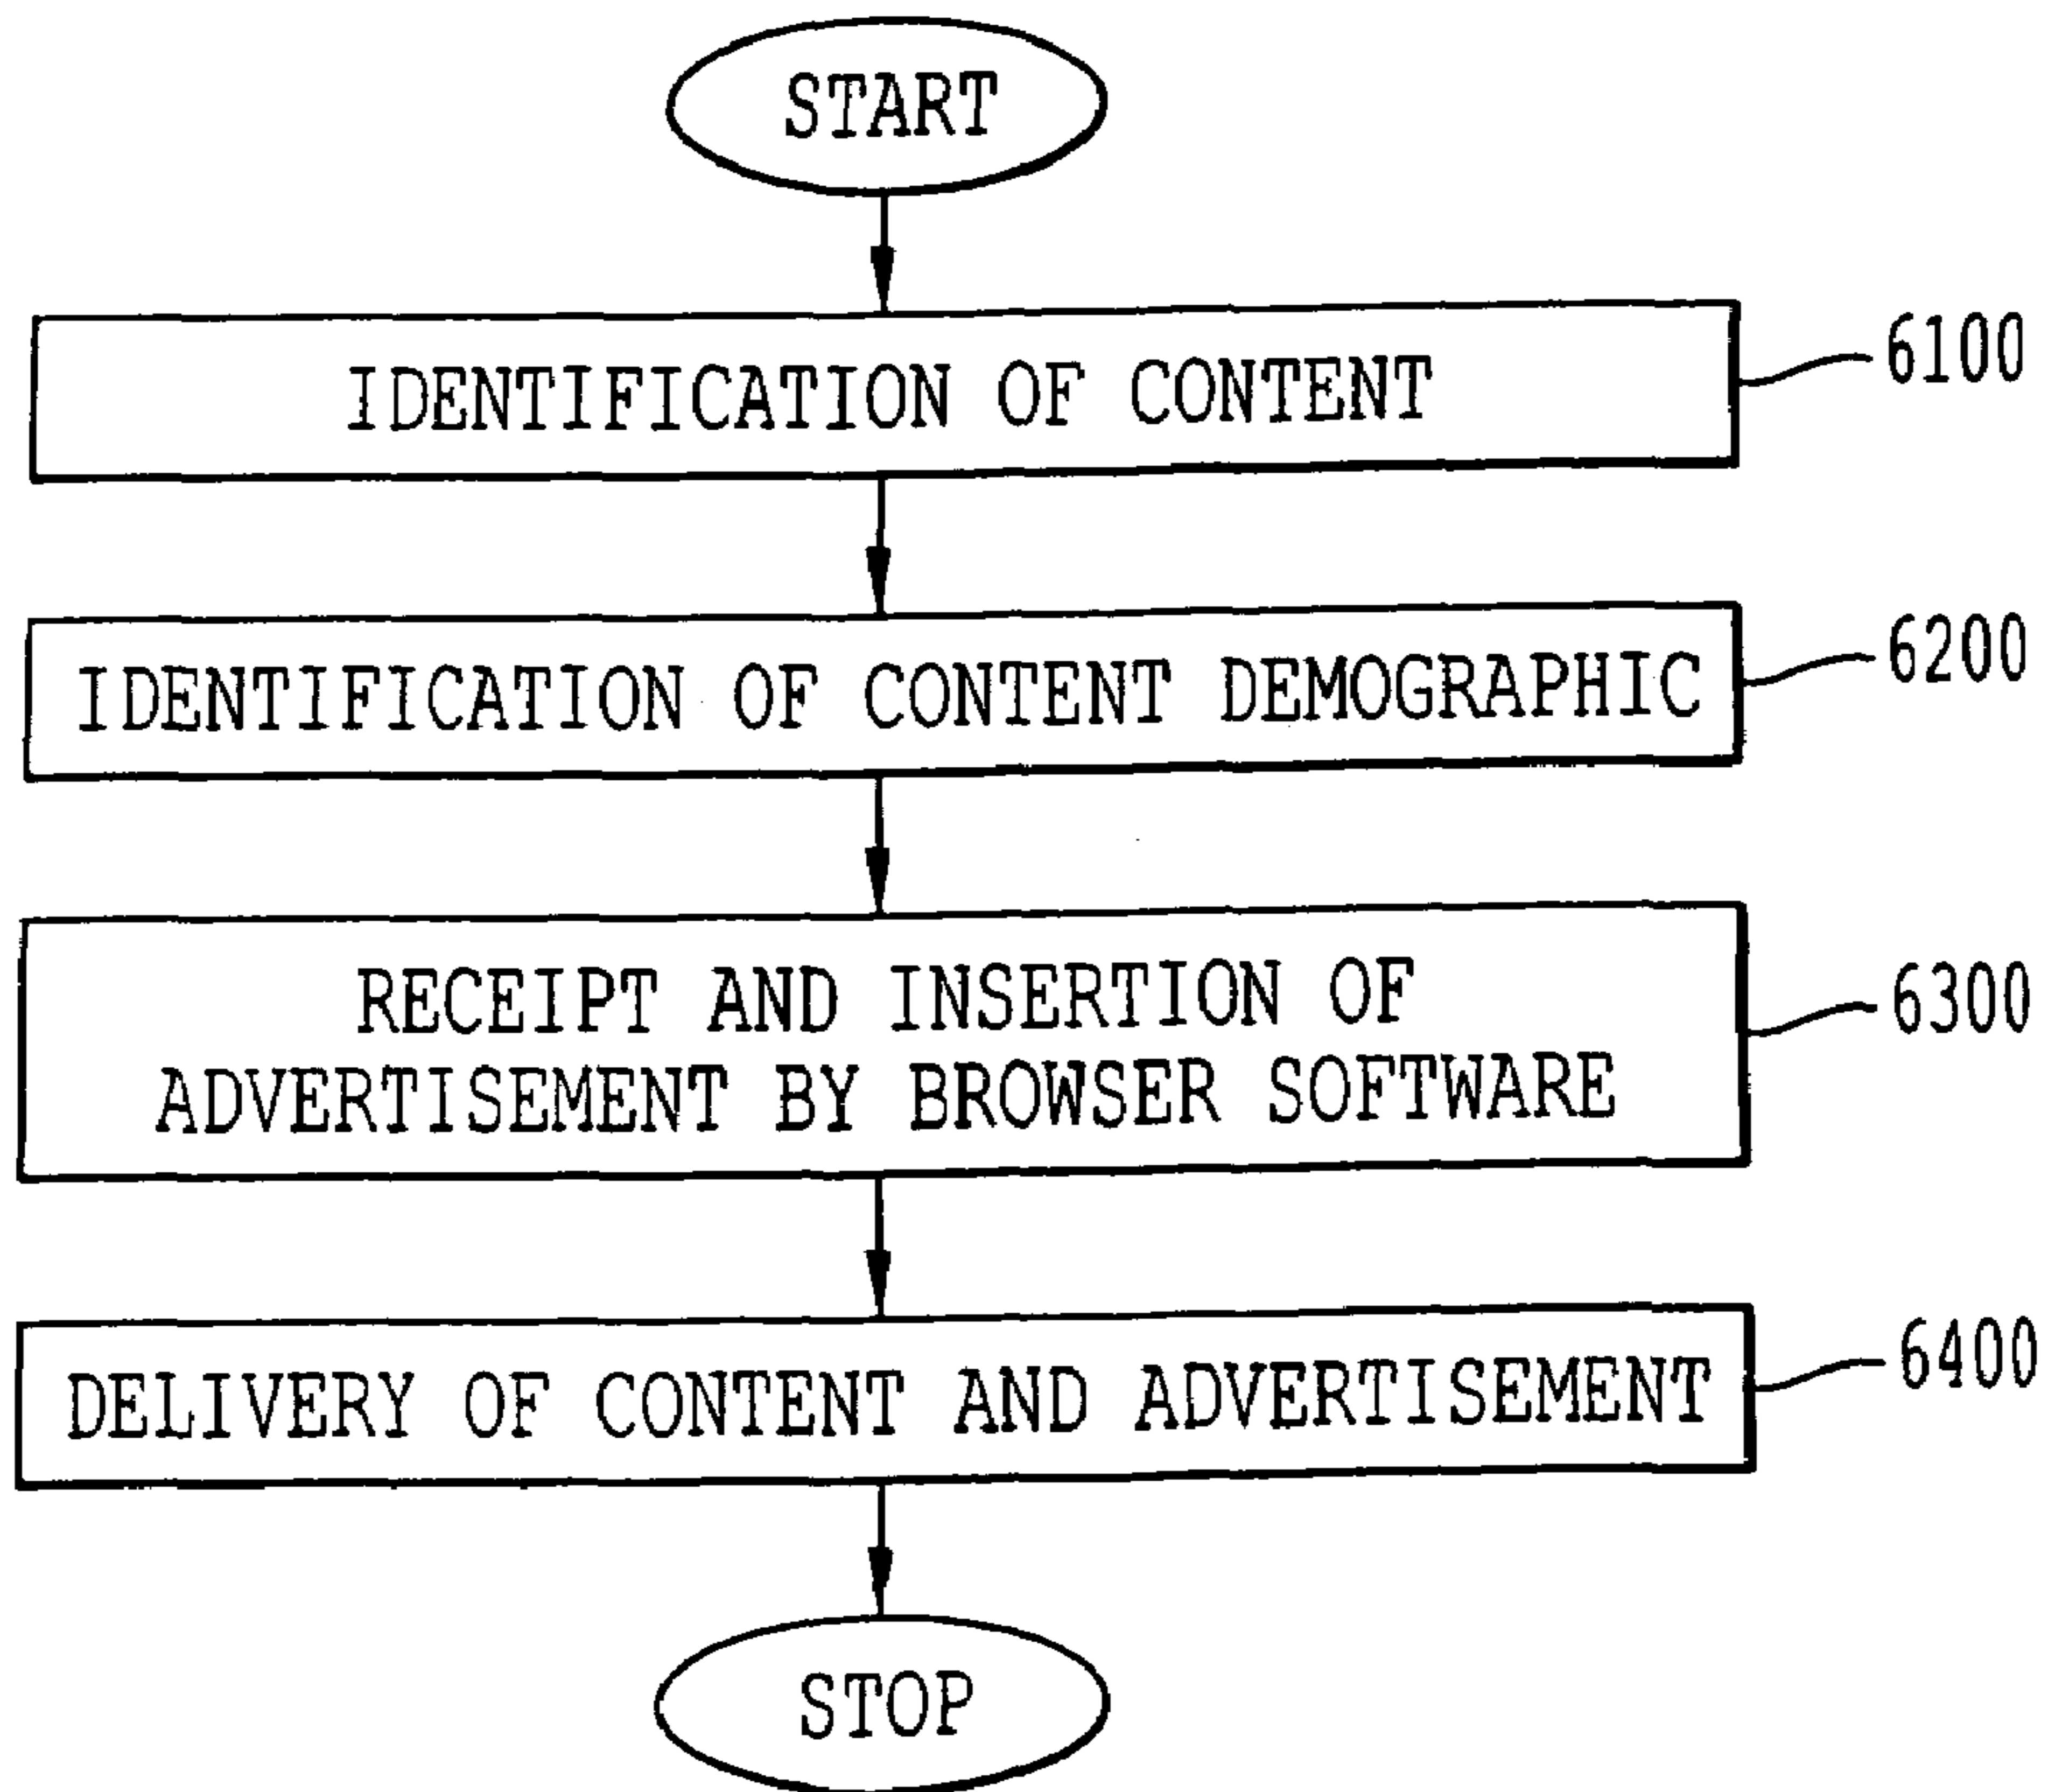 START
IDENTIFICATION OF CONTENT
6100
IDENTIFICATION OF CONTENT DEMOGRAPHIC
6200
RECEIPT AND INSERTION OF
ADVERTISEMENT BY BROWSER SOFTWARE
6300
DELIVERY OF CONTENT AND ADVERTISEMENT
6400
STOP